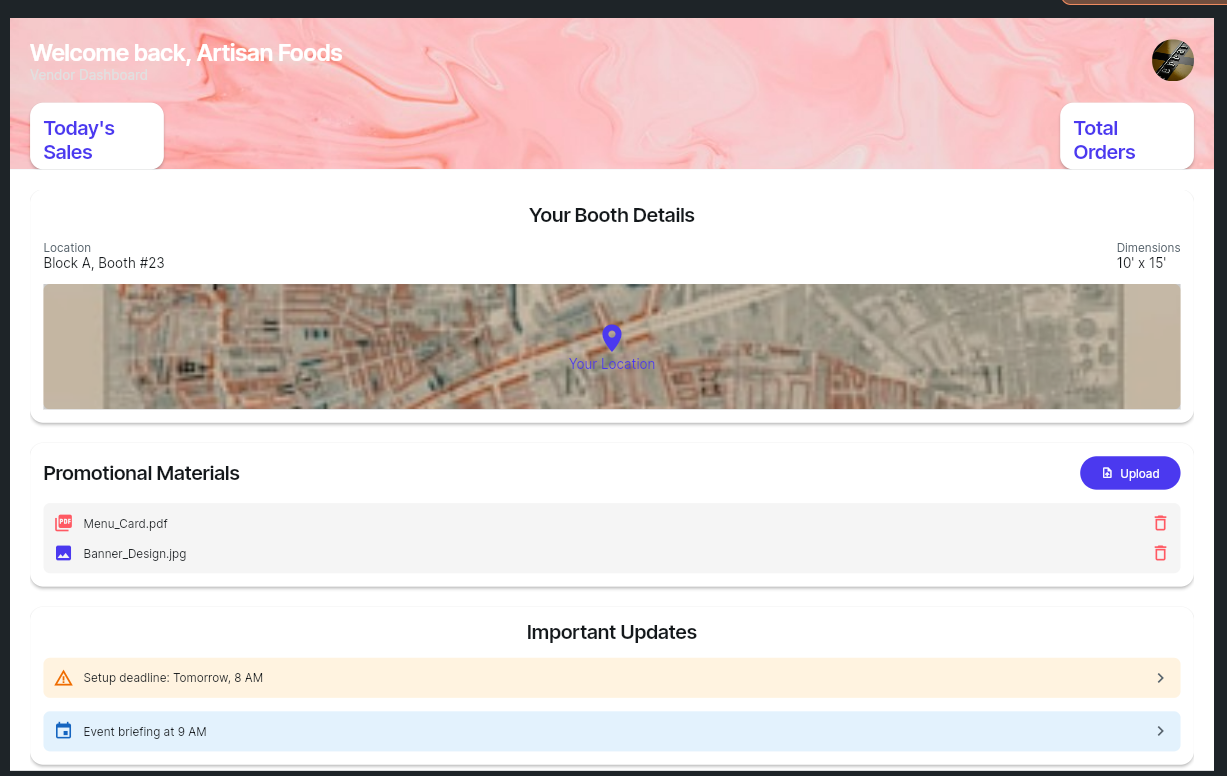 Welcome back, Artisan Foods
Vendor Dashboard
Today's
Sales
Total
Orders
Your Booth Details
Location
Block A, Booth #23
Dimensions
10' x 15'
Your Location
Promotional Materials
Upload
PDF
Menu_Card.pdf
Banner_Design.jpg
Important Updates
Setup deadline: Tomorrow, 8 AM
Event briefing at 9 AM